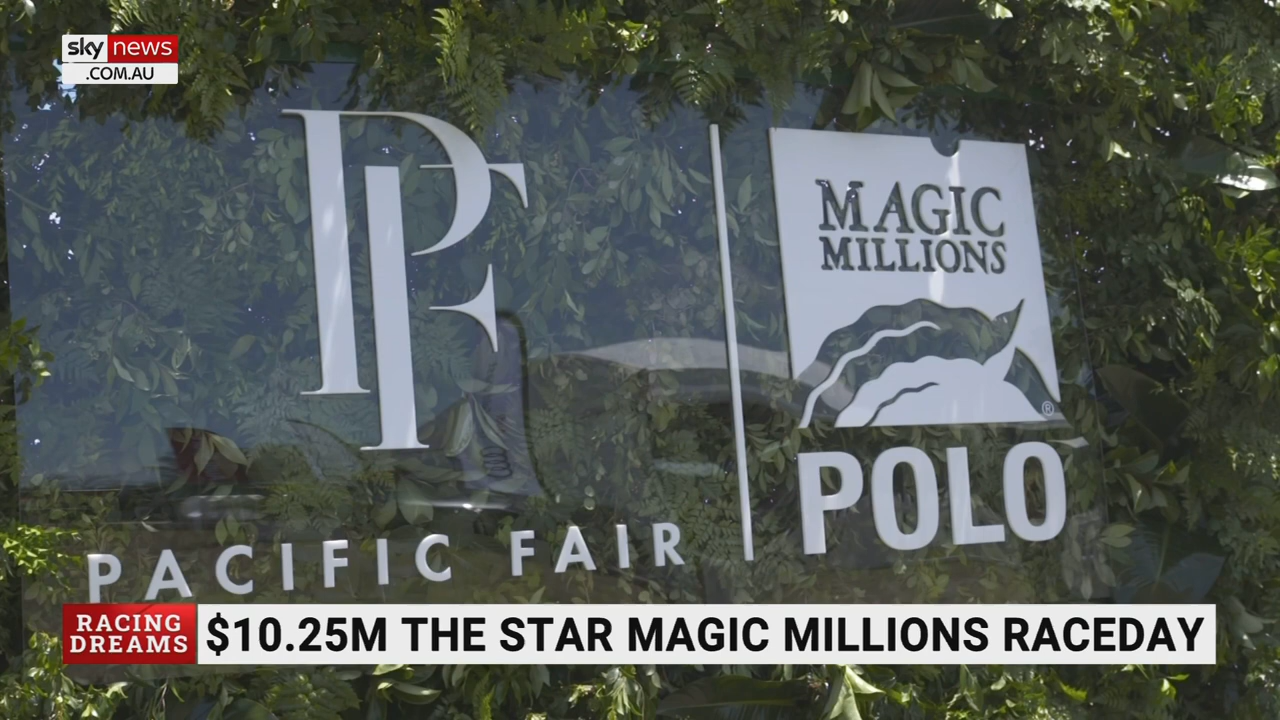 sky news
.COM.AU
PF
PACIFIC FAIR
MAGIC
MILLIONS
®
POLO
RACING
DREAMS
$10.25M THE STAR MAGIC MILLIONS RACEDAY